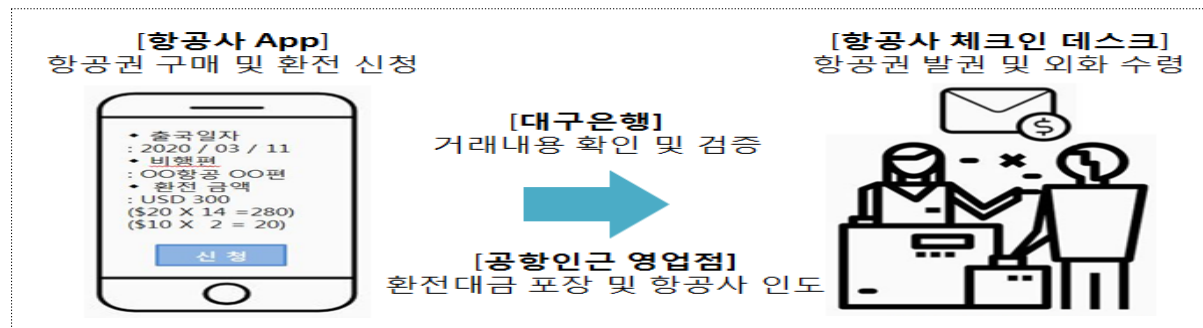 [항공사 App]
항공권 구매 및 환전 신청
◆ 출국일자
: 2020 / 03 / 11
◆ 비행편
: OO항공 OO편
◆ 환전 금액
: USD 300
($20 X 14 =280)
($10 X 2 = 20)
신 청
[대구은행]
거래내용 확인 및 검증
[공항인근 영업점]
환전대금 포장 및 항공사 인도
[항공사 체크인 데스크]
항공권 발권 및 외화 수령
$